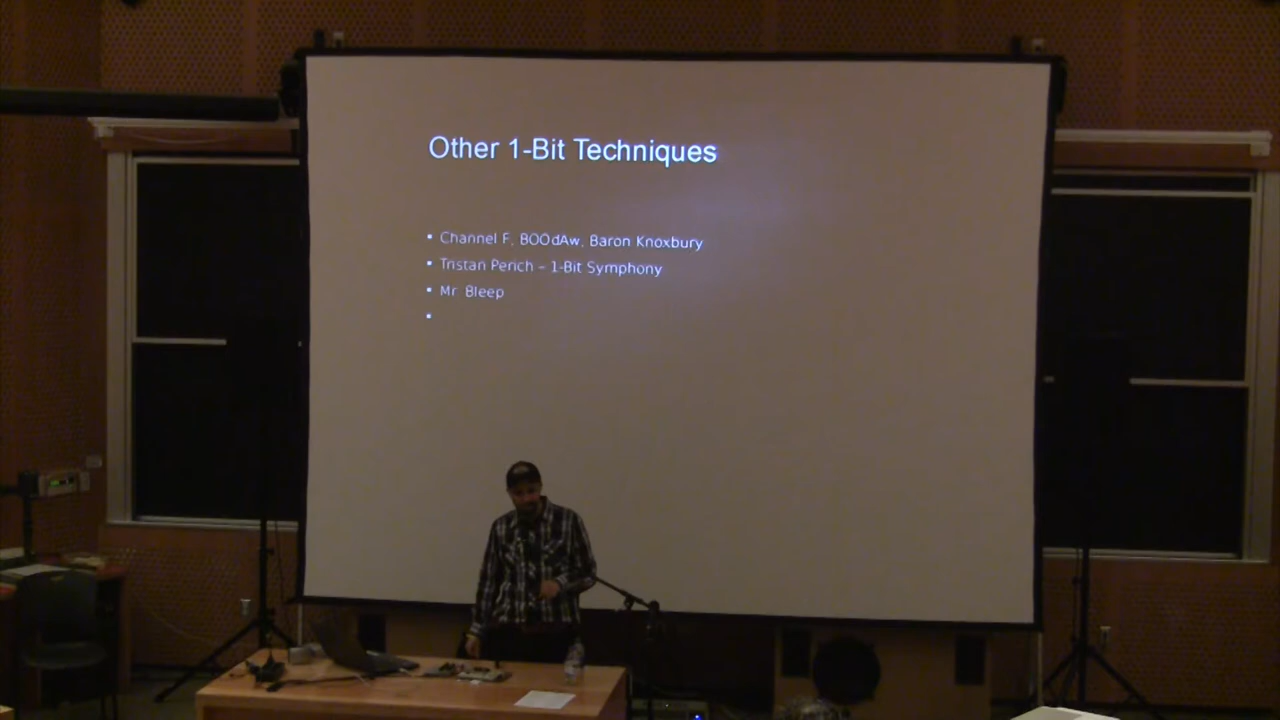 Other 1-Bit Techniques
• Channel F, BOOdAw, Baron Knoxbury
• Tristan Perich – 1-Bit Symphony
• Mr. Bleep
•